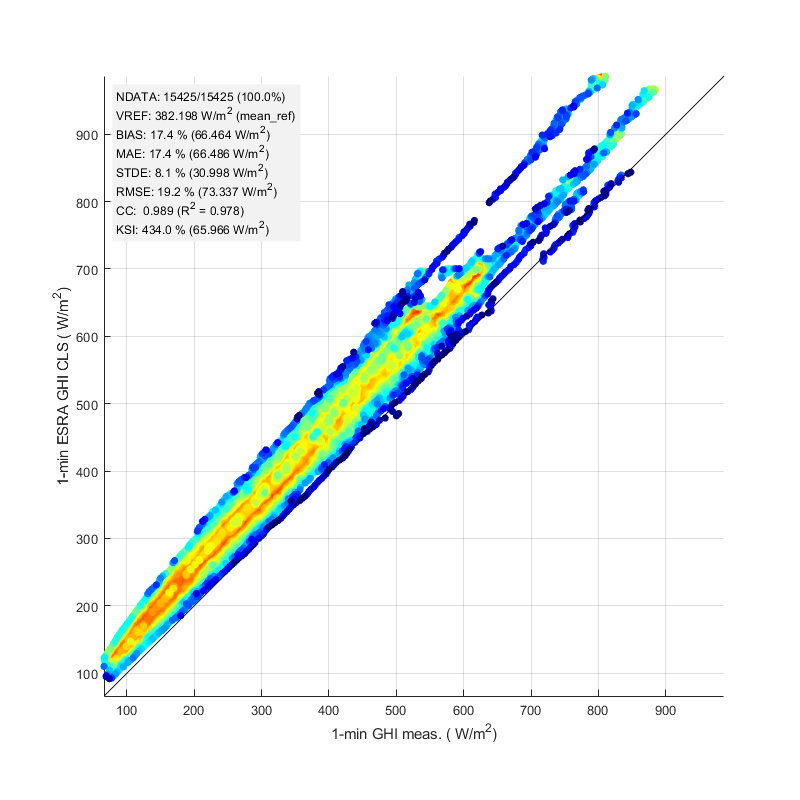 NDATA: 15425/15425 (100.0%)
VREF: 382.198 W/m² (mean_ref)
BIAS: 17.4 % (66.464 W/m²)
MAE: 17.4 % (66.486 W/m²)
STDE: 8.1 % (30.998 W/m²)
RMSE: 19.2 % (73.337 W/m²)
CC:  0.989 (R² = 0.978)
KSI: 434.0 % (65.966 W/m²)
900
800
700
600
500
400
300
200
100
1-min ESRA GHI CLS ( W/m²)
100 200 300 400 500 600 700 800 900
1-min GHI meas. ( W/m²)